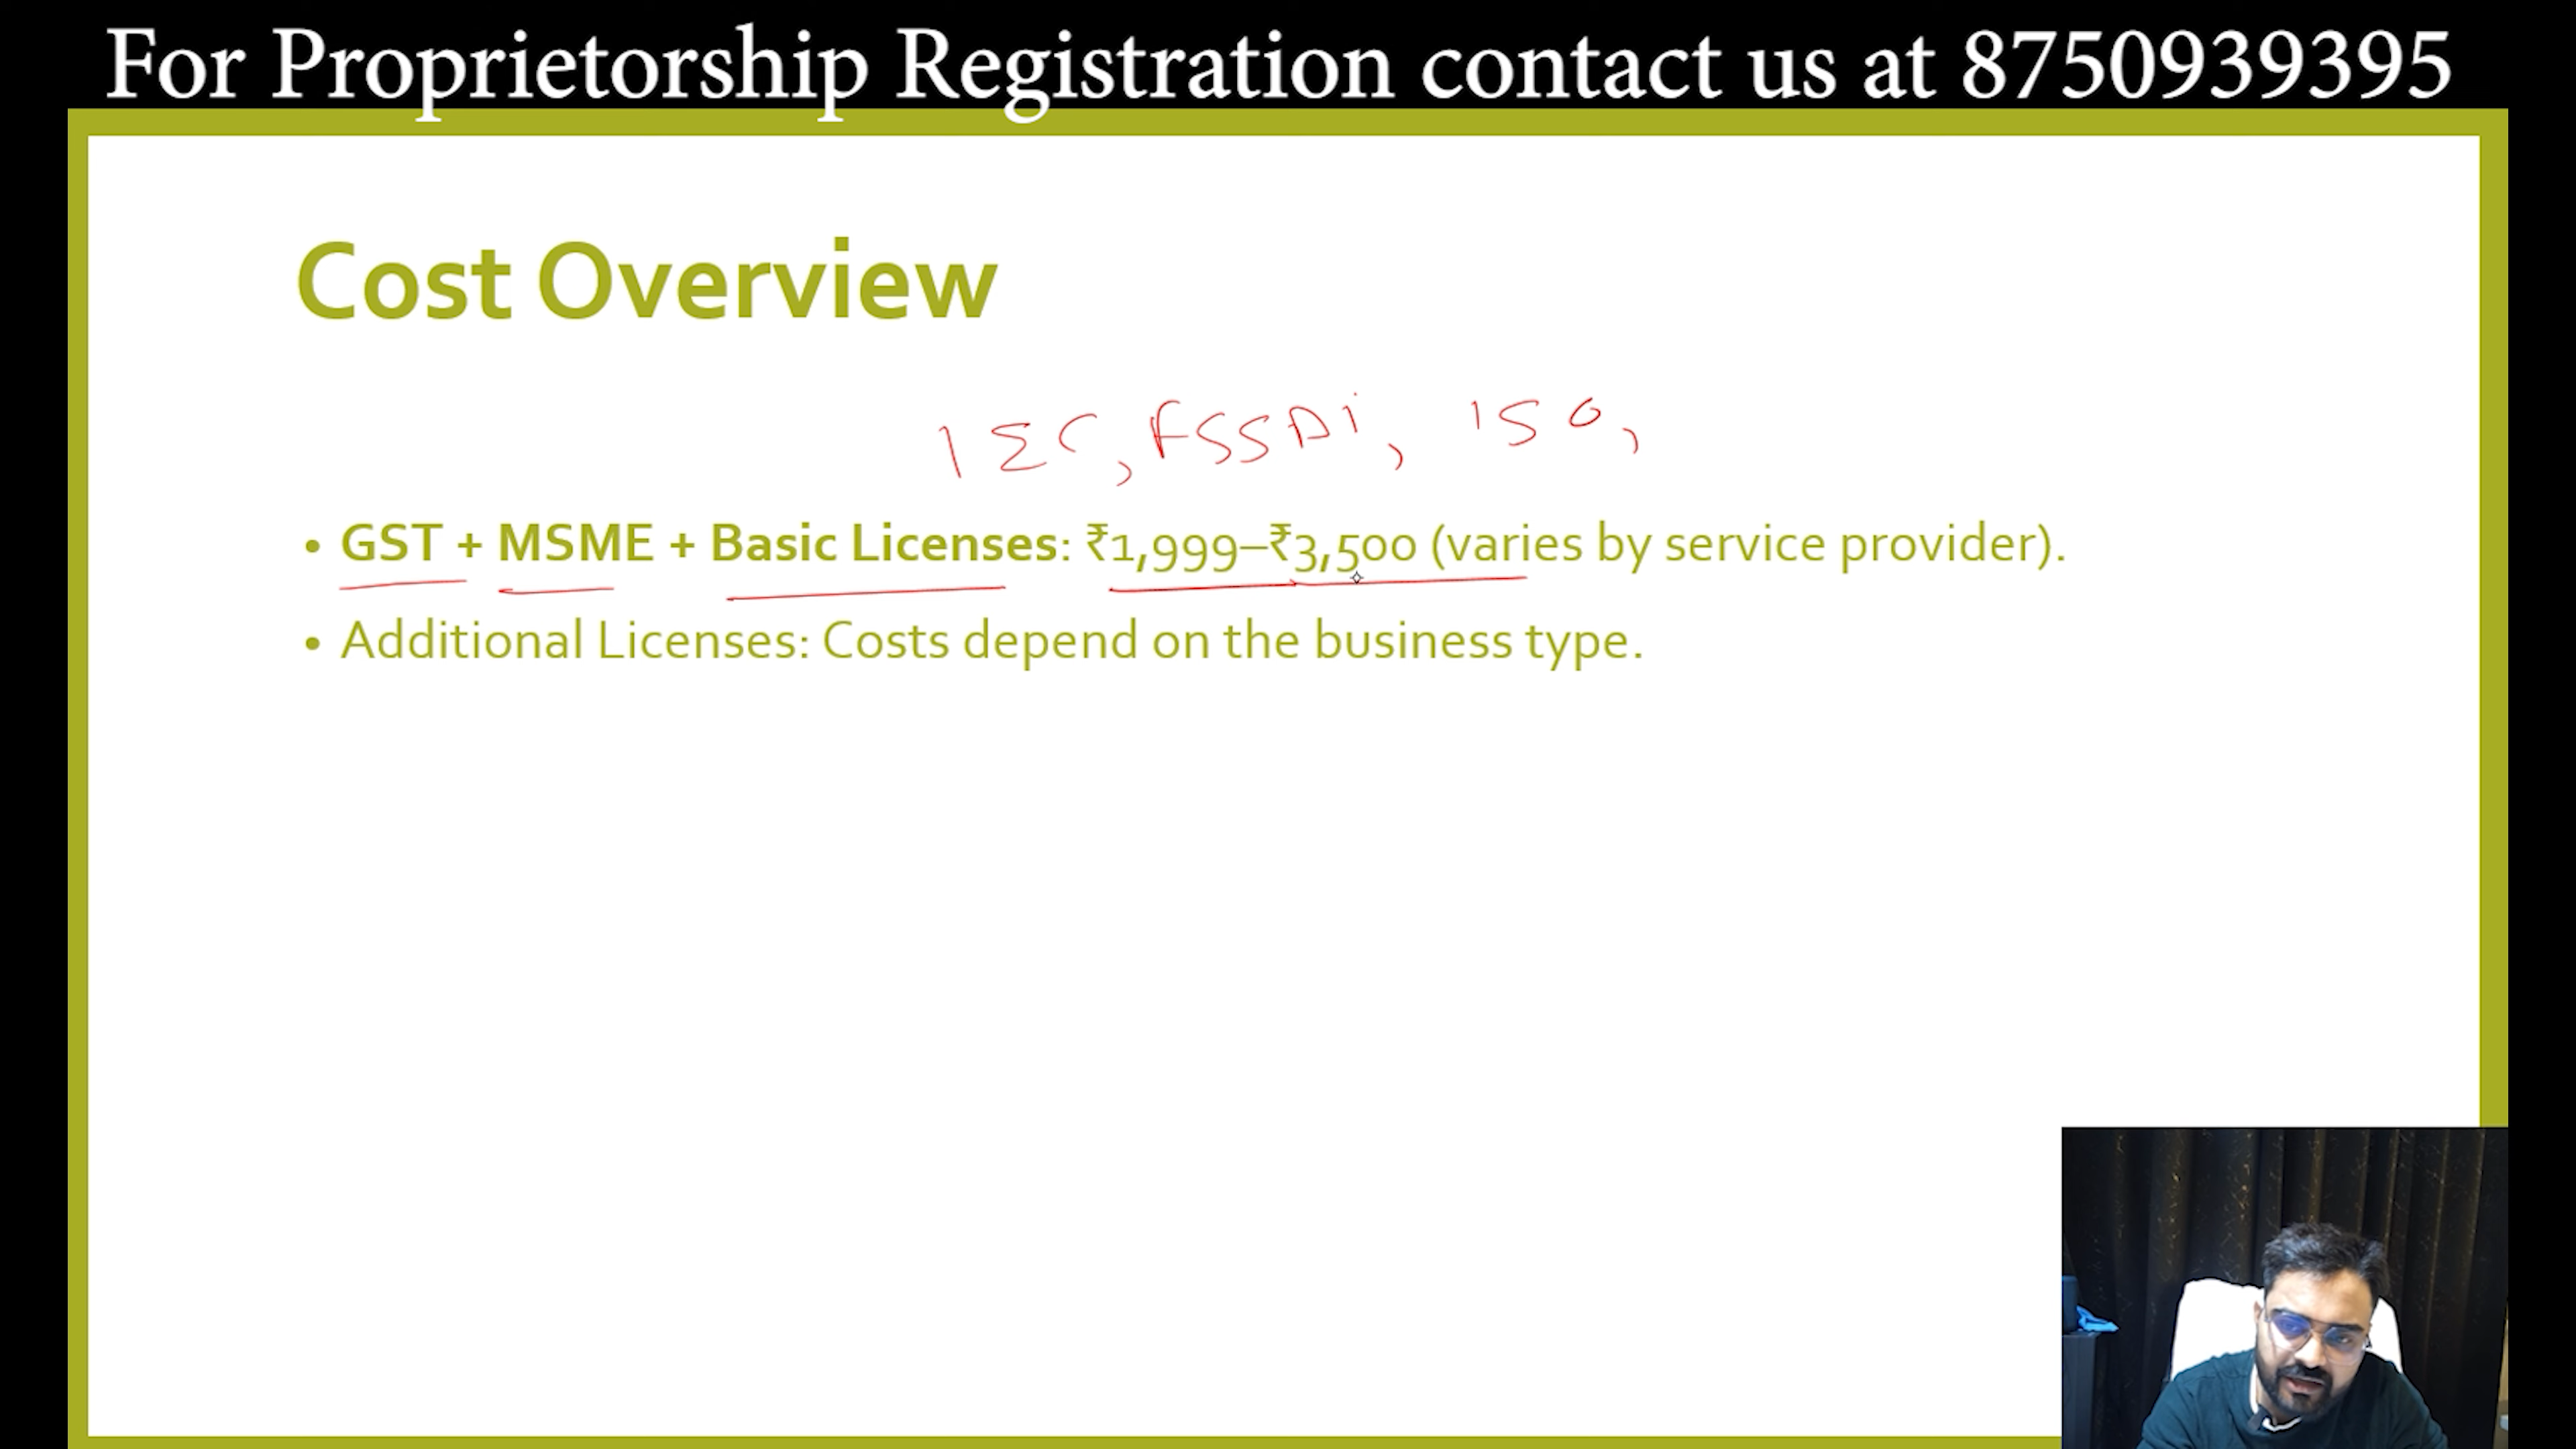 For Proprietorship Registration contact us at 8750939395
Cost Overview
IEC, FSSAi, ISO,
• GST + MSME + Basic Licenses: ₹1,999–₹3,500 (varies by service provider).
• Additional Licenses: Costs depend on the business type.